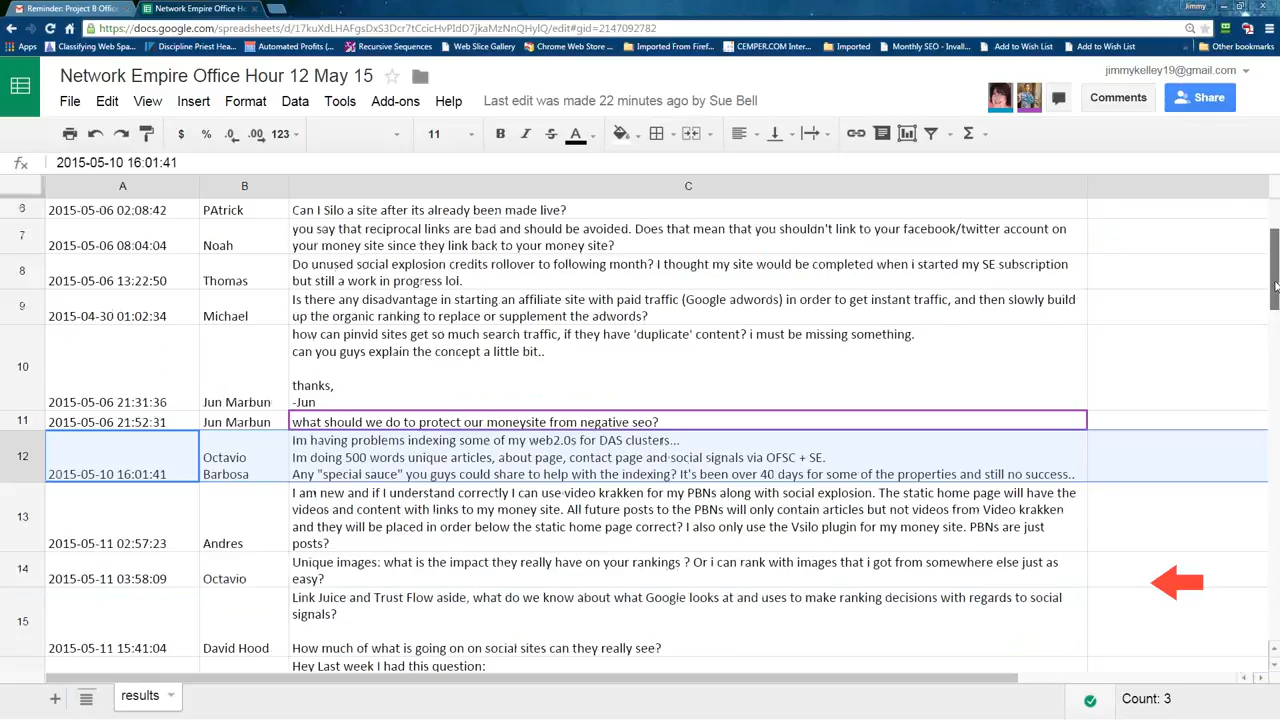 Reminder: Project B Office
Network Empire Office H
Jimmy
https://docs.google.com/spreadsheets/d/17kuXdLHAFgsDxS3Dcr7tCcicHvPldD7jkaMzNnQHylQ/edit#gid=2147092782
Apps
Classifying Web Spa...
Discipline Priest Hea...
Automated Profits(...
Recursive Sequences
Web Slice Gallery
Chrome Web Store ...
Imported From Firef...
CEMPER.COM Inter...
Imported
Monthly SEO - Invall...
Add to Wish List
Add to Wish List
Other bookmarks
Network Empire Office Hour 12 May 15
jimmykelley19@gmail.com
File Edit View Insert Format Data Tools Add-ons Help Last edit was made 22 minutes ago by Sue Bell
Comments
Share
$ % .0 .00 123 11 B I S A Σ
fx 2015-05-10 16:01:41
A B C
6 2015-05-06 02:08:42 PAtrick Can I Silo a site after its already been made live?
you say that reciprocal links are bad and should be avoided. Does that mean that you shouldn't link to your facebook/twitter account on
7 2015-05-06 08:04:04 Noah your money site since they link back to your money site?
Do unused social explosion credits rollover to following month? I thought my site would be completed when i started my SE subscription
8 2015-05-06 13:22:50 Thomas but still a work in progress lol.
Is there any disadvantage in starting an affiliate site with paid traffic (Google adwords) in order to get instant traffic, and then slowly build
9 2015-04-30 01:02:34 Michael up the organic ranking to replace or supplement the adwords?
how can pinvid sites get so much search traffic, if they have 'duplicate' content? i must be missing something.
can you guys explain the concept a little bit..
10
thanks,
2015-05-06 21:31:36 Jun Marbun -Jun
11 2015-05-06 21:52:31 Jun Marbun what should we do to protect our moneysite from negative seo?
Im having problems indexing some of my web2.0s for DAS clusters...
12 Octavio Im doing 500 words unique articles, about page, contact page and social signals via OFSC + SE.
2015-05-10 16:01:41 Barbosa Any "special sauce" you guys could share to help with the indexing? It's been over 40 days for some of the properties and still no success..
I am new and if I understand correctly I can use video krakken for my PBNs along with social explosion. The static home page will have the
videos and content with links to my money site. All future posts to the PBNs will only contain articles but not videos from Video krakken
13 and they will be placed in order below the static home page correct? I also only use the Vsilo plugin for my money site. PBNs are just
2015-05-11 02:57:23 Andres posts?
Unique images: what is the impact they really have on your rankings ? Or i can rank with images that i got from somewhere else just as
14 2015-05-11 03:58:09 Octavio easy?
Link Juice and Trust Flow aside, what do we know about what Google looks at and uses to make ranking decisions with regards to social
signals?
15
2015-05-11 15:41:04 David Hood How much of what is going on on social sites can they really see?
Hey Last week I had this question:
results
Count: 3